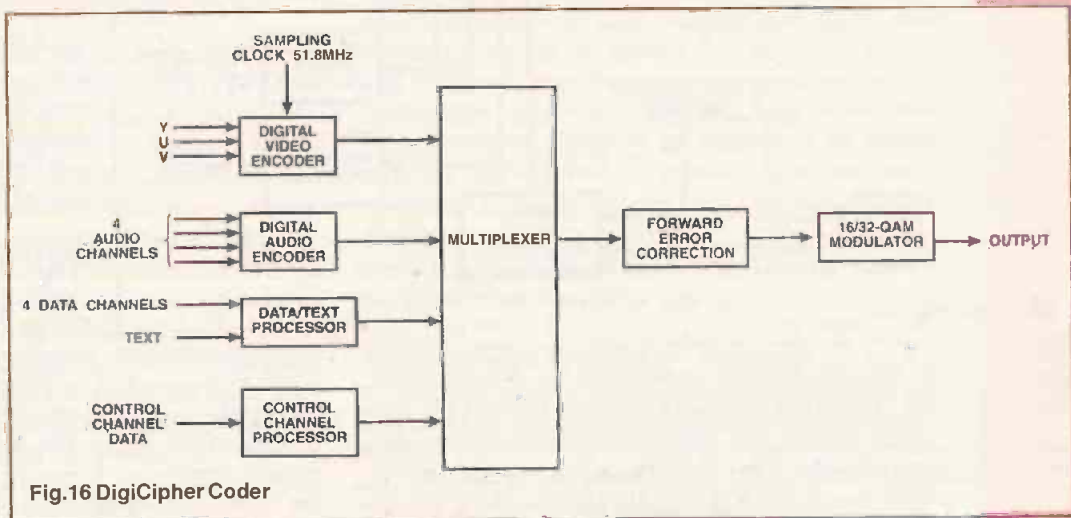 SAMPLING
CLOCK 51.8MHz
Y
U
V
DIGITAL
VIDEO
ENCODER
4
AUDIO
CHANNELS
DIGITAL
AUDIO
ENCODER
4 DATA CHANNELS
TEXT
DATA/TEXT
PROCESSOR
CONTROL
CHANNEL
DATA
CONTROL
CHANNEL
PROCESSOR
MULTIPLEXER
FORWARD
ERROR
CORRECTION
16/32-QAM
MODULATOR
OUTPUT
Fig.16 DigiCipher Coder